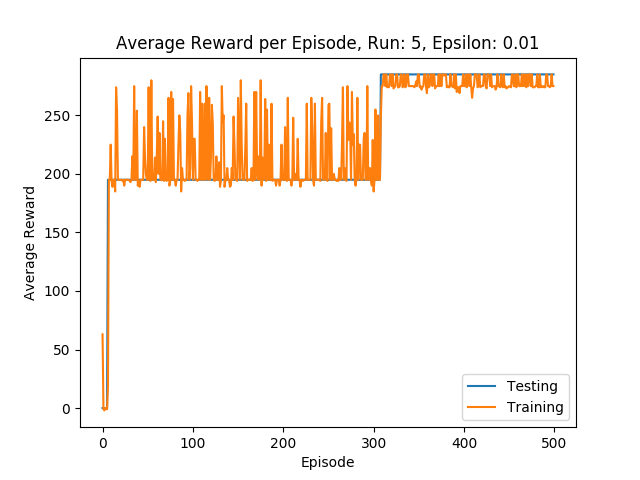 Average Reward per Episode, Run: 5, Epsilon: 0.01
Average Reward
250
200
150
100
50
0
0 100 200 300 400 500
Episode
Testing
Training